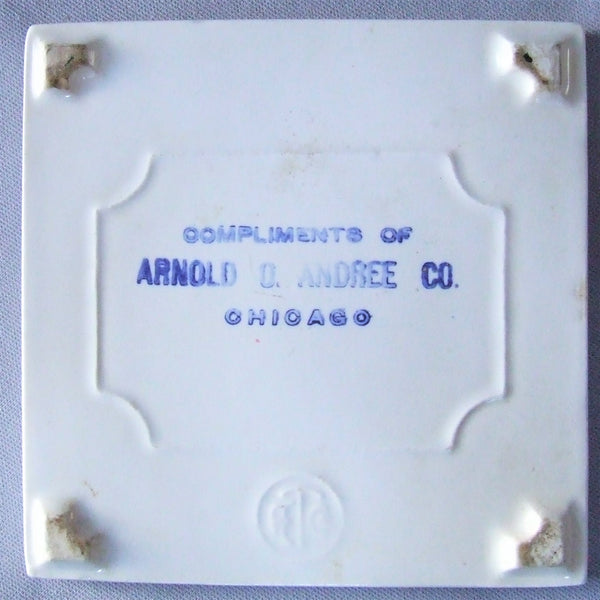 COMPLIMENTS OF
ARNOLD O. ANDREE CO.
CHICAGO